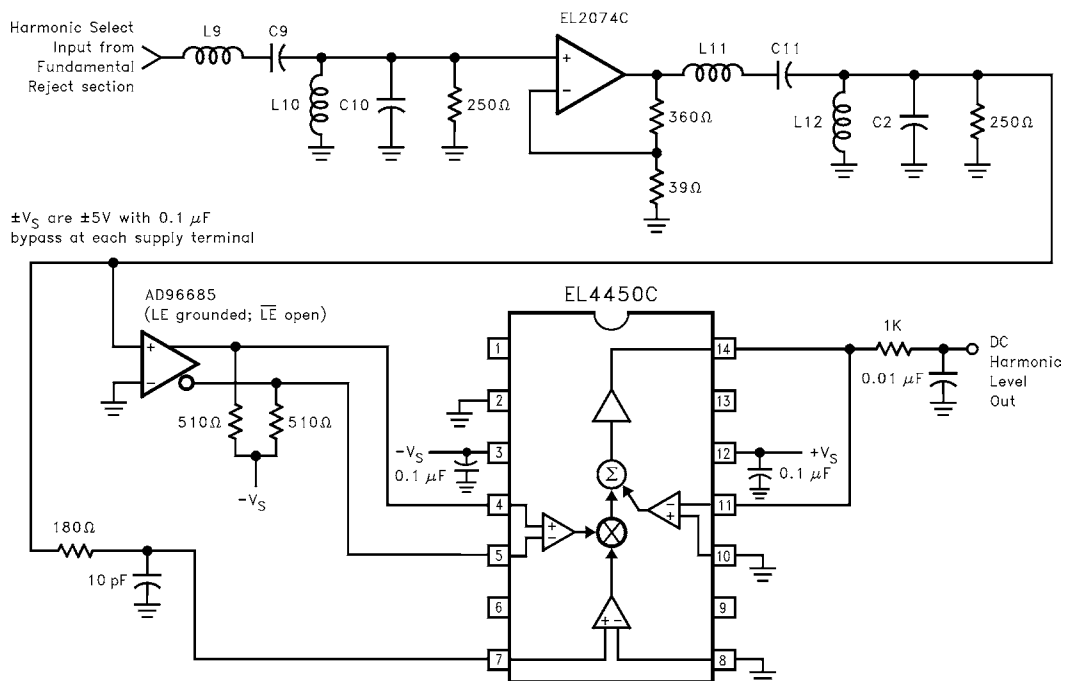 Harmonic Select
Input from
Fundamental
Reject section
L9
C9
L10
C10
250Ω
EL2074C
+
−
360Ω
39Ω
L11
C11
L12
C2
250Ω
±VS are ±5V with 0.1 μF
bypass at each supply terminal
AD96685
(LE grounded; L̅E̅ open)
+
−
510Ω
510Ω
−VS
180Ω
10 pF
EL4450C
1
2
3
4
5
6
7
14
13
12
11
10
9
8
−VS
0.1 μF
+VS
0.1 μF
Σ
+
−
−
+
+ −
1K
0.01 μF
DC
Harmonic
Level
Out